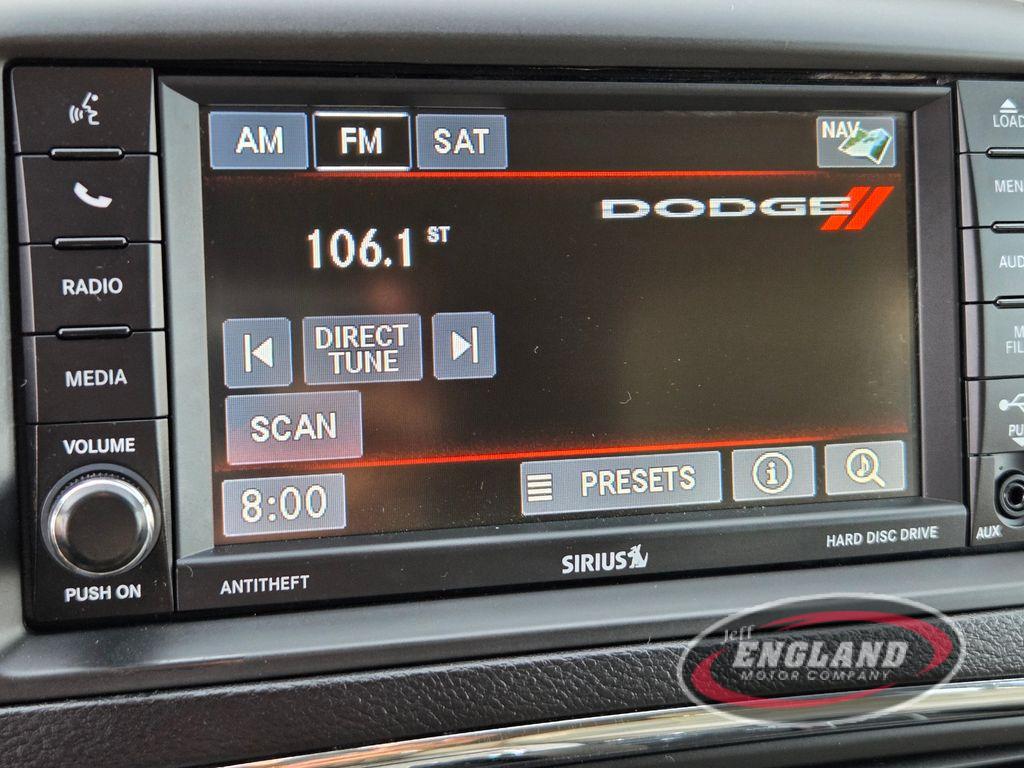 AM
FM
SAT
NAV
LOAD
DODGE
106.1 ST
RADIO
DIRECT
TUNE
MEDIA
SCAN
VOLUME
8:00
PRESETS
PUSH ON
ANTITHEFT
SIRIUS
HARD DISC DRIVE
AUX
Jeff
ENGLAND
MOTOR COMPANY